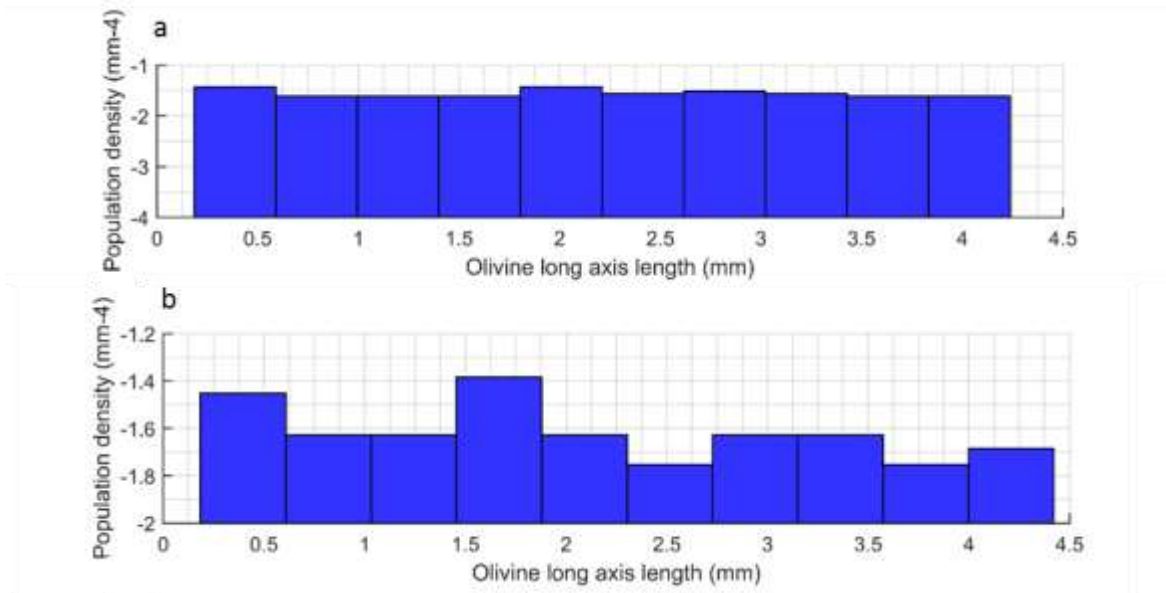 a
Population density (mm-4)
-1
-2
-3
-4
0 0.5 1 1.5 2 2.5 3 3.5 4 4.5
Olivine long axis length (mm)
b
Population density (mm-4)
-1.2
-1.4
-1.6
-1.8
-2
0 0.5 1 1.5 2 2.5 3 3.5 4 4.5
Olivine long axis length (mm)